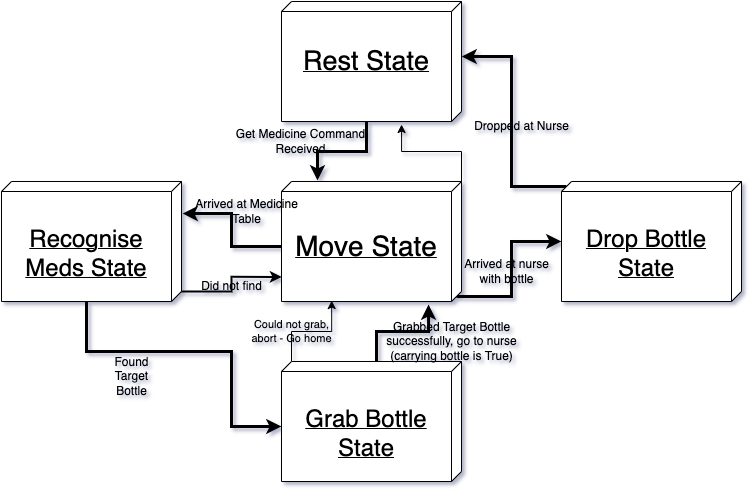 Rest State
Get Medicine Command
Received
Dropped at Nurse
Arrived at Medicine
Table
Recognise
Meds State
Move State
Drop Bottle
State
Arrived at nurse
with bottle
Did not find
Could not grab,
abort - Go home
Grabbed Target Bottle
successfully, go to nurse
(carrying bottle is True)
Found
Target
Bottle
Grab Bottle
State